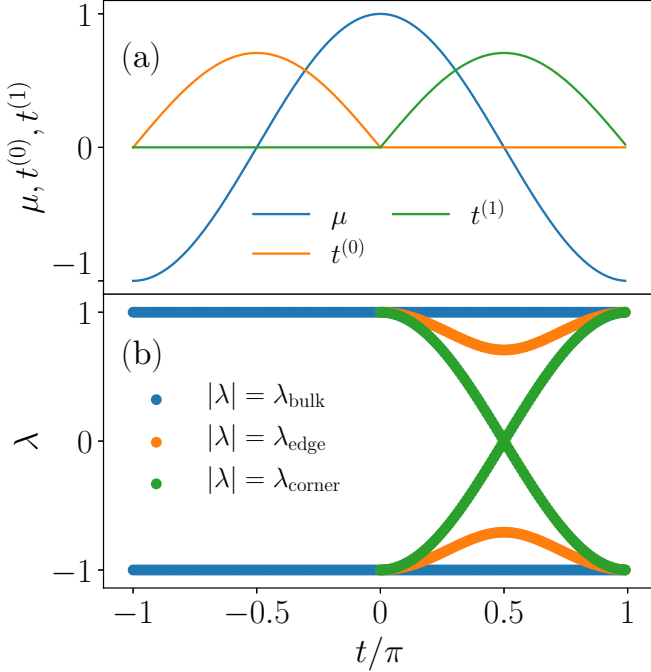 (a)
1
0
−1
μ, t^(0), t^(1)
μ
t^(1)
t^(0)
(b)
1
0
−1
λ
|λ| = λ_bulk
|λ| = λ_edge
|λ| = λ_corner
−1 −0.5 0 0.5 1
t/π